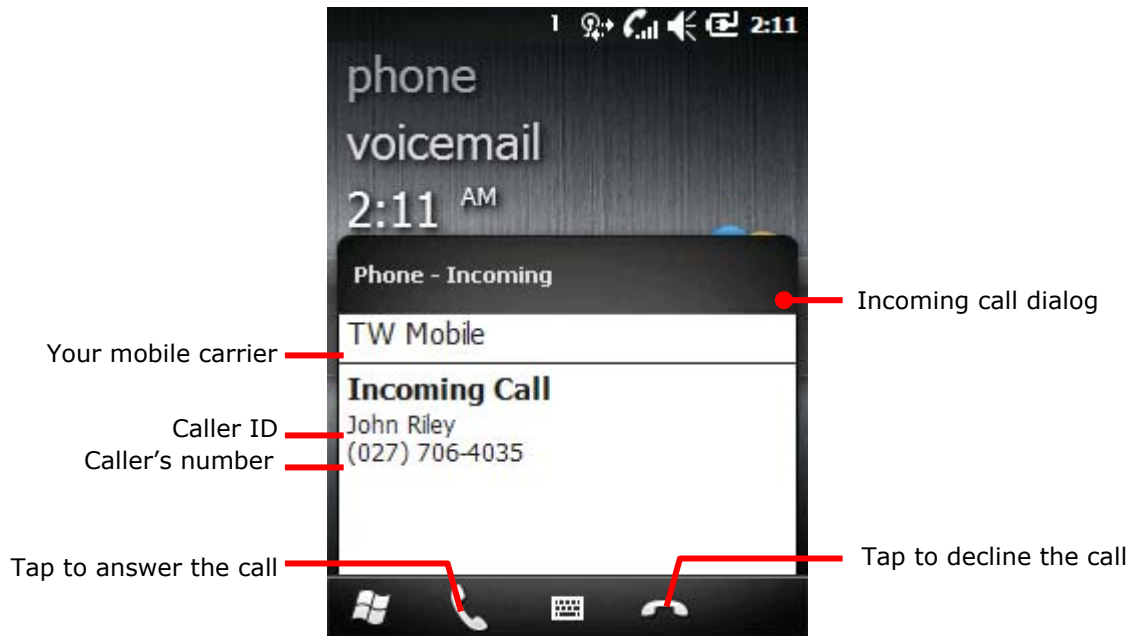 1 2:11
phone
voicemail
2:11 AM
Phone - Incoming
Incoming call dialog
TW Mobile
Your mobile carrier
Incoming Call
Caller ID
John Riley
Caller’s number
(027) 706-4035
Tap to answer the call
Tap to decline the call